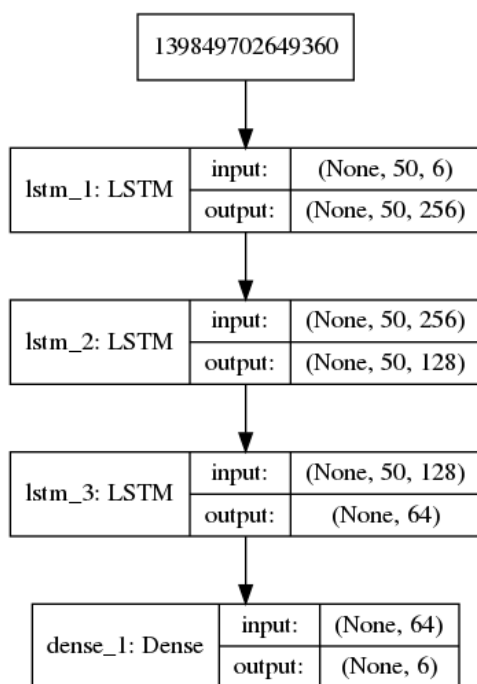 139849702649360
lstm_1: LSTM
input:
(None, 50, 6)
output:
(None, 50, 256)
lstm_2: LSTM
input:
(None, 50, 256)
output:
(None, 50, 128)
lstm_3: LSTM
input:
(None, 50, 128)
output:
(None, 64)
dense_1: Dense
input:
(None, 64)
output:
(None, 6)